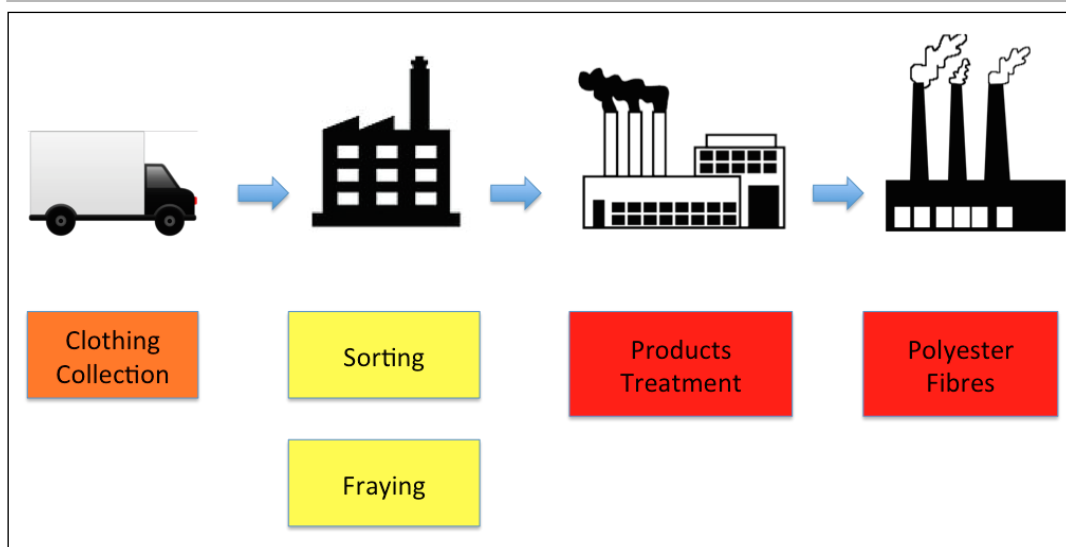 Clothing
Collection
Sorting
Products
Treatment
Polyester
Fibres
Fraying